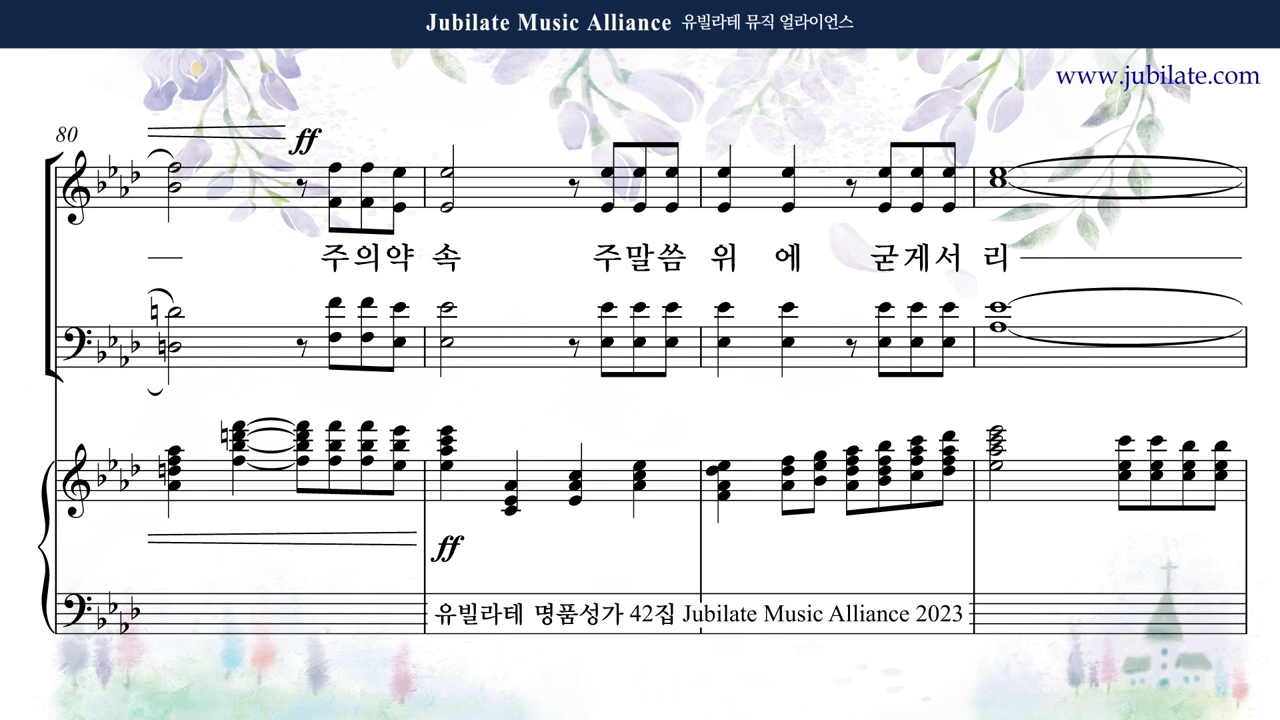 Jubilate Music Alliance 유빌라테 뮤직 얼라이언스
www.jubilate.com
80
ff
주의약 속 주말씀 위 에 굳게서 리
ff
유빌라테 명품성가 42집 Jubilate Music Alliance 2023